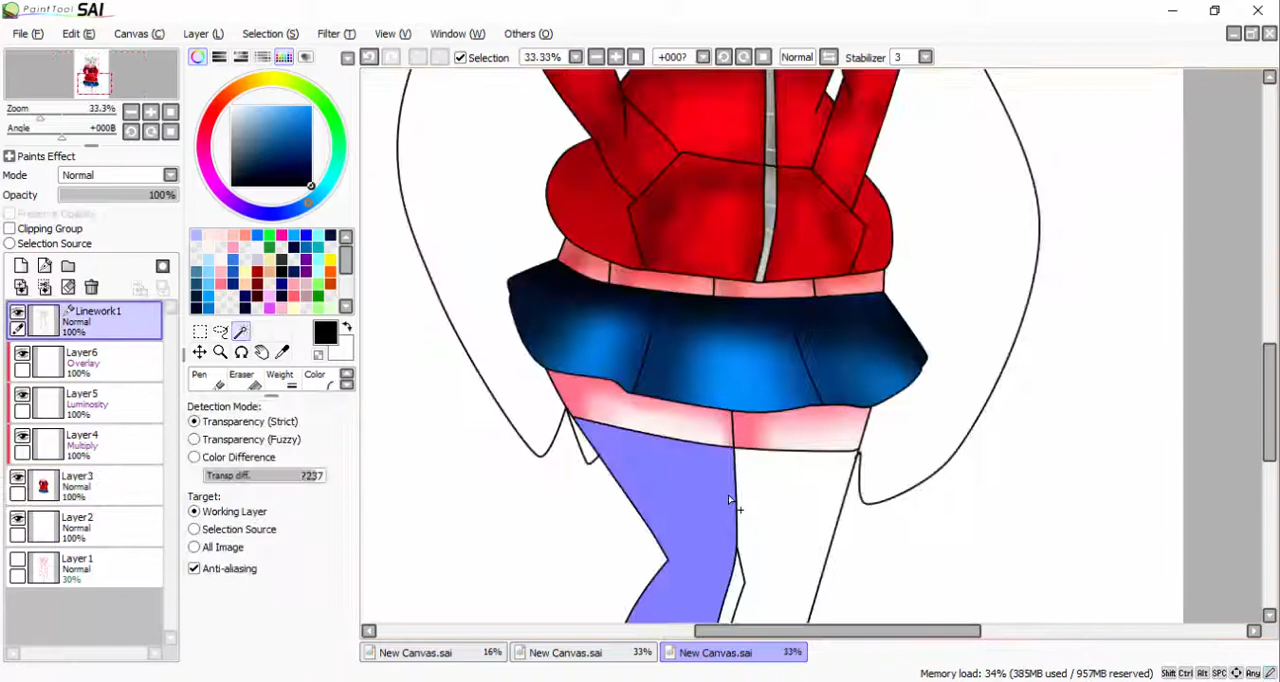 PaintTool SAI
File (F) Edit (E) Canvas (C) Layer (L) Selection (S) Filter (T) View (V) Window (W) Others (O)
Selection 33.33% +000? Normal Stabilizer 3
Zoom 33.3%
Angle +000B
Paints Effect
Mode Normal
Opacity 100%
Preserve Opacity
Clipping Group
Selection Source
Linework1
Normal
100%
Layer6
Overlay
100%
Layer5
Luminosity
100%
Layer4
Multiply
100%
Layer3
Normal
100%
Layer2
Normal
100%
Layer1
Normal
30%
Pen Eraser Weight Color
Detection Mode:
Transparency (Strict)
Transparency (Fuzzy)
Color Difference
Transp diff. ?237
Target:
Working Layer
Selection Source
All Image
Anti-aliasing
New Canvas.sai 16% New Canvas.sai 33% New Canvas.sai 33%
Memory load: 34% (385MB used / 957MB reserved) Shift Ctrl Alt SPC Any